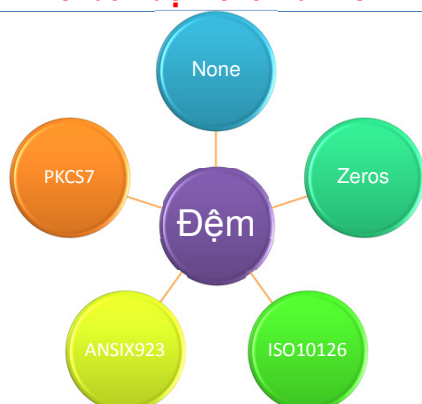 None
PKCS7
Zeros
Đệm
ANSIX923
ISO10126